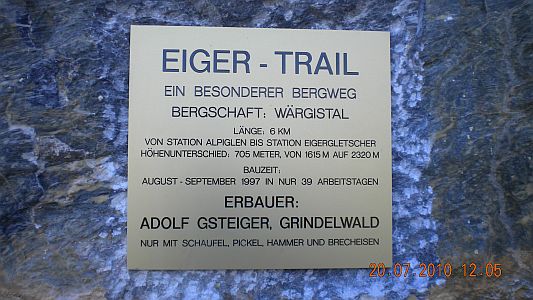 EIGER - TRAIL
EIN BESONDERER BERGWEG
BERGSCHAFT: WÄRGISTAL
LÄNGE: 6 KM
VON STATION ALPIGLEN BIS STATION EIGERGLETSCHER
HÖHENUNTERSCHIED: 705 METER, VON 1615 M AUF 2320 M
BAUZEIT:
AUGUST - SEPTEMBER 1997 IN NUR 39 ARBEITSTAGEN
ERBAUER:
ADOLF GSTEIGER, GRINDELWALD
NUR MIT SCHAUFEL, PICKEL, HAMMER UND BRECHEISEN
20.07.2010 12:05